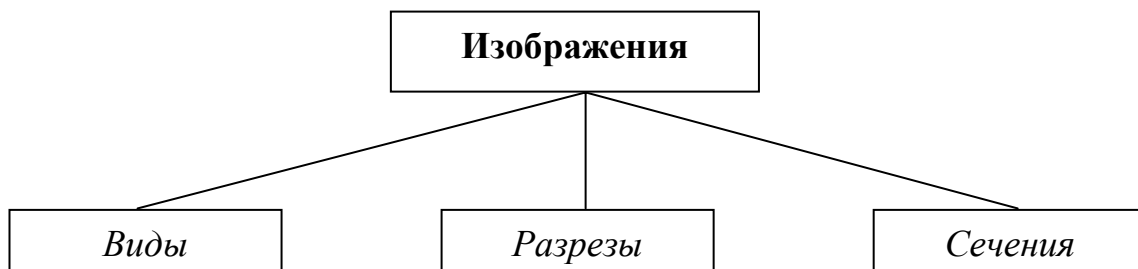 Изображения
Виды
Разрезы
Сечения